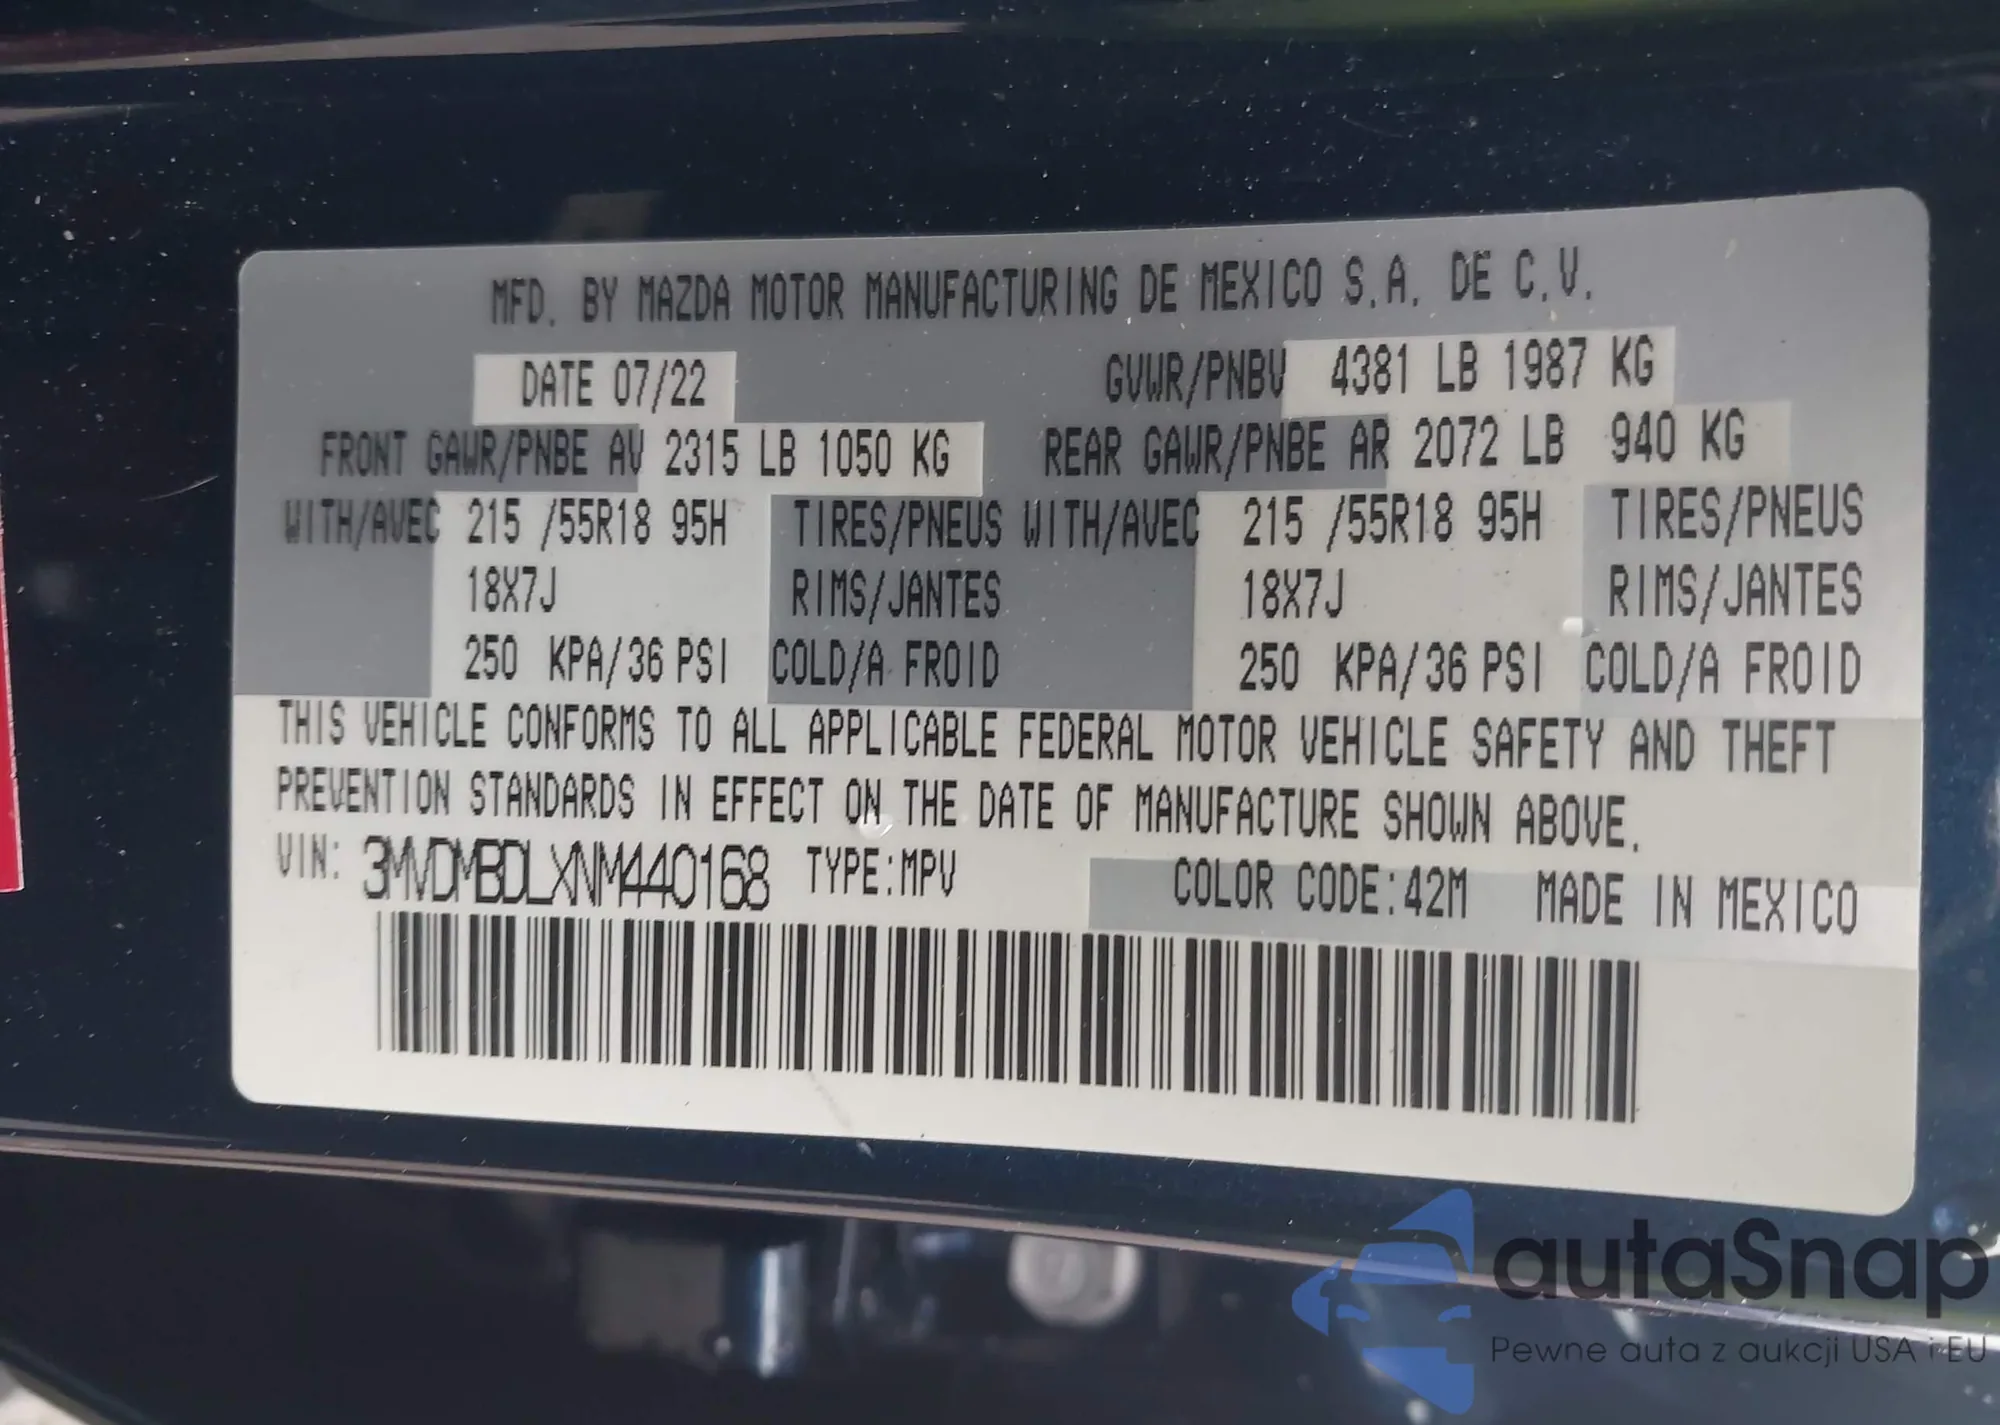 MFD. BY MAZDA MOTOR MANUFACTURING DE MEXICO S.A. DE C.V.
DATE 07/22 GVWR/PNBV 4381 LB 1987 KG
FRONT GAWR/PNBE AV 2315 LB 1050 KG REAR GAWR/PNBE AR 2072 LB 940 KG
WITH/AVEC 215 /55R18 95H TIRES/PNEUS WITH/AVEC 215 /55R18 95H TIRES/PNEUS
18X7J RIMS/JANTES 18X7J RIMS/JANTES
250 KPA/36 PSI COLD/A FROID 250 KPA/36 PSI COLD/A FROID
THIS VEHICLE CONFORMS TO ALL APPLICABLE FEDERAL MOTOR VEHICLE SAFETY AND THEFT
PREVENTION STANDARDS IN EFFECT ON THE DATE OF MANUFACTURE SHOWN ABOVE.
VIN: 3MVDMBDLXNM440168 TYPE:MPV COLOR CODE:42M MADE IN MEXICO
autaSnap
Pewne auta z aukcji USA i EU